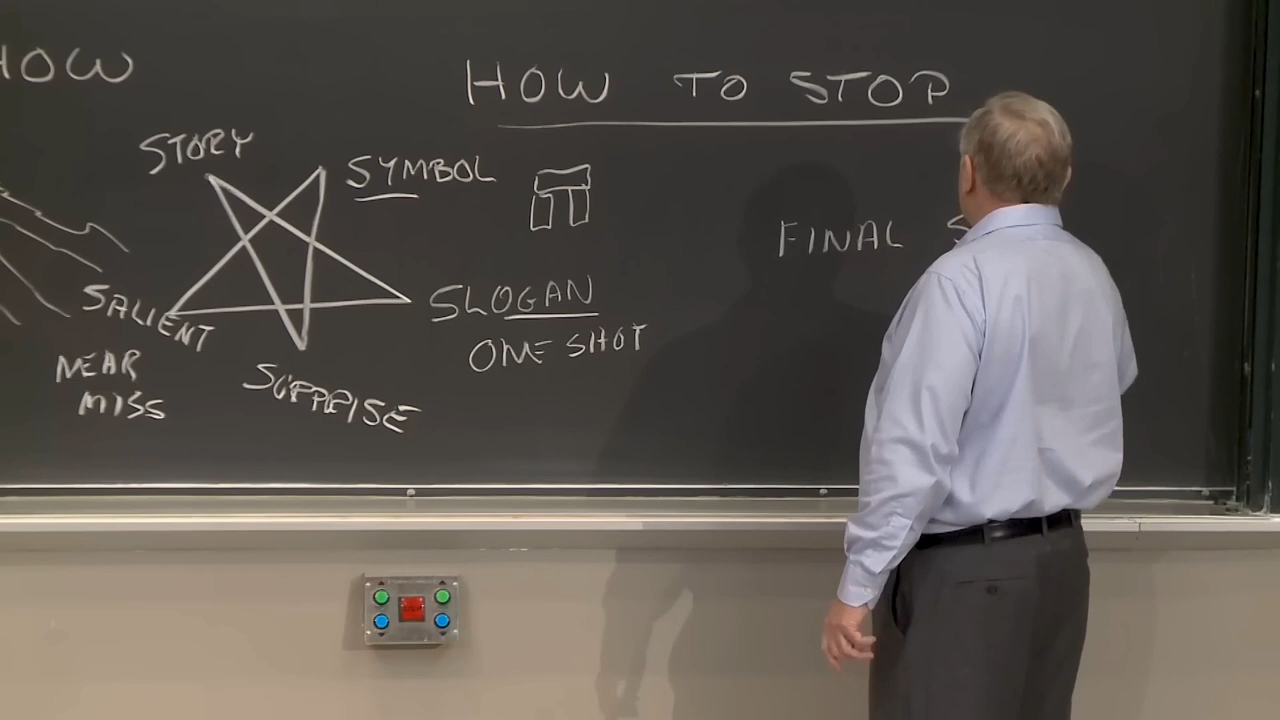 HOW
STORY
SYMBOL
SALIENT
SLOGAN
ONE SHOT
NEAR
MISS
SURPRISE
HOW TO STOP
FINAL S